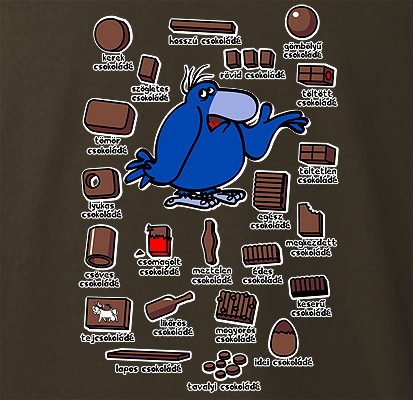 kerek
csokoládé
hosszú csokoládé
gömbölyű
csokoládé
szögletes
csokoládé
rövid csokoládé
töltött
csokoládé
tömör
csokoládé
töltetlen
csokoládé
lyukas
csokoládé
egész
csokoládé
megkezdett
csokoládé
csöves
csokoládé
csomagolt
csokoládé
meztelen
csokoládé
édes
csokoládé
keserű
csokoládé
tejcsokoládé
likőrös
csokoládé
mogyorós
csokoládé
idei csokoládé
lapos csokoládé
tavalyi csokoládé